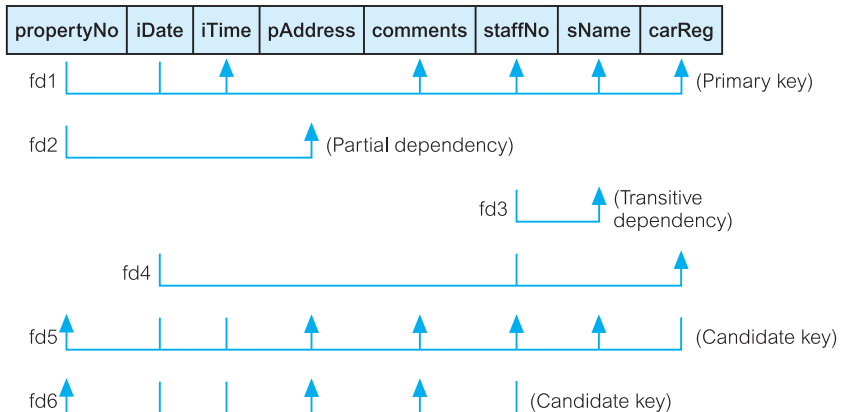 propertyNo iDate iTime pAddress comments staffNo sName carReg
fd1 (Primary key)
fd2 (Partial dependency)
fd3 (Transitive
dependency)
fd4
fd5 (Candidate key)
fd6 (Candidate key)